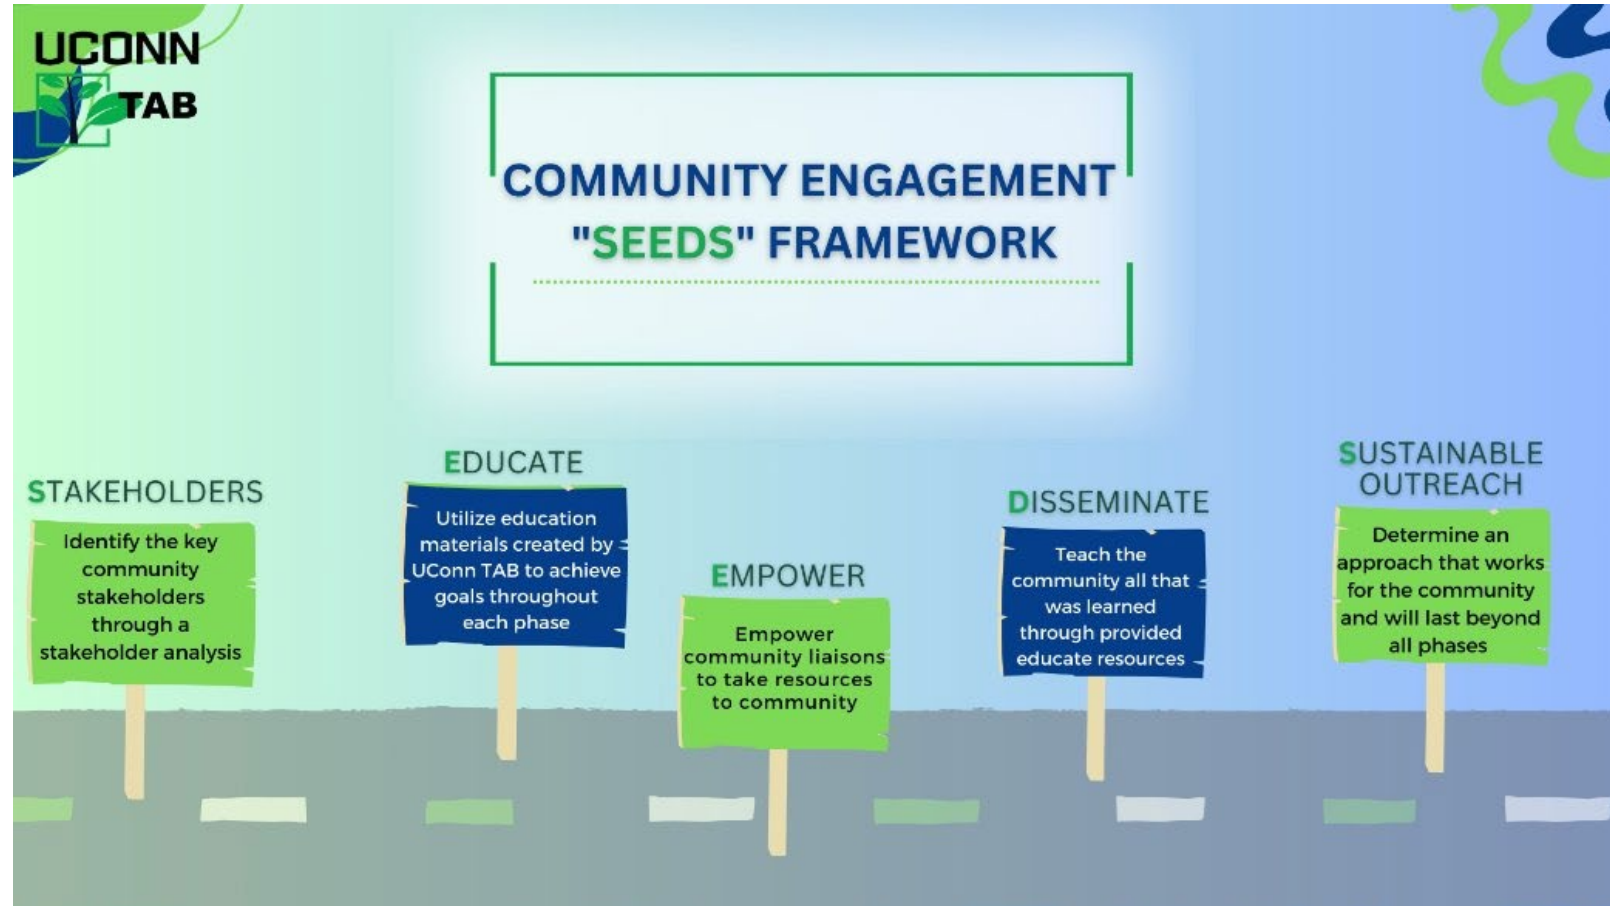 UCONN
TAB
COMMUNITY ENGAGEMENT
"SEEDS" FRAMEWORK
STAKEHOLDERS
Identify the key
community
stakeholders
through a
stakeholder analysis
EDUCATE
Utilize education
materials created by
UConn TAB to achieve
goals throughout
each phase
EMPOWER
Empower
community liaisons
to take resources
to community
DISSEMINATE
Teach the
community all that
was learned
through provided
educate resources
SUSTAINABLE
OUTREACH
Determine an
approach that works
for the community
and will last beyond
all phases